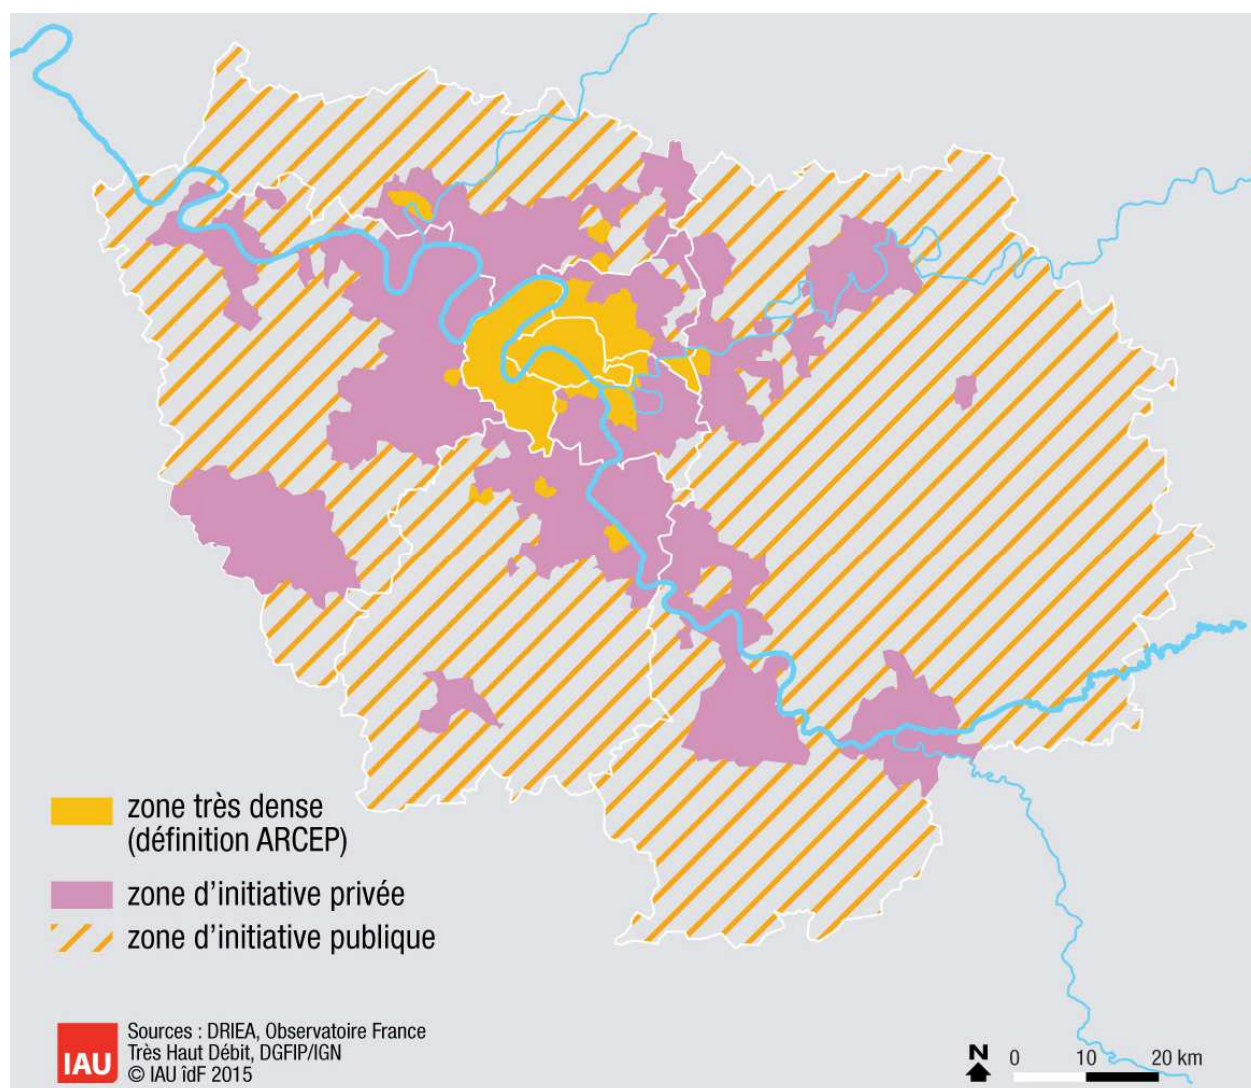 zone très dense
(définition ARCEP)
zone d'initiative privée
zone d'initiative publique
IAU
Sources : DRIEA, Observatoire France
Très Haut Débit, DGFIP/IGN
© IAU îdF 2015
N
0 10 20 km